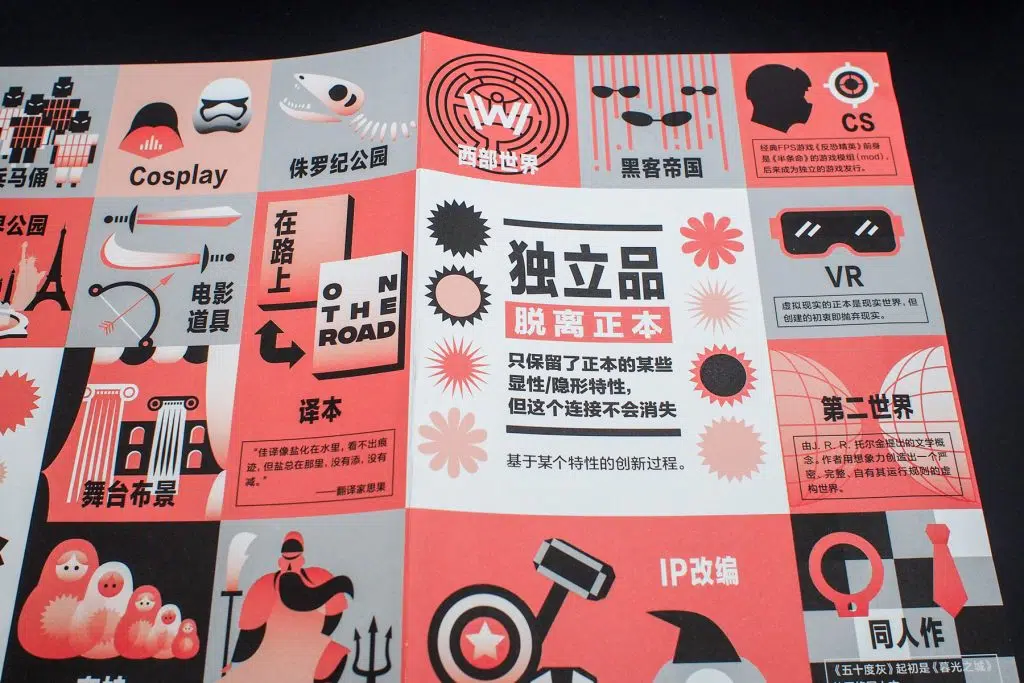 兵马俑
Cosplay
侏罗纪公园
W
西部世界
黑客帝国
CS
经典FPS游戏《反恐精英》前身
是《半条命》的游戏模组(mod),
后来成为独立的游戏发行。
界公园
电影
道具
在路上
ON
THE
ROAD
译本
“佳译像盐化在水里,看不出痕
迹,但盐总在那里,没有添,没有
减。”
——翻译家思果
独立品
脱离正本
只保留了正本的某些
显性/隐形特性,
但这个连接不会消失
基于某个特性的创新过程。
VR
虚拟现实的正本是现实世界,但
创建的初衷即抛弃现实。
第二世界
由J. R. R. 托尔金提出的文学概
念。作者用想象力创造出一个严
密、完整、自有其运行规则的虚
构世界。
舞台布景
IP改编
同人作
《五十度灰》起初是《暮光之城》